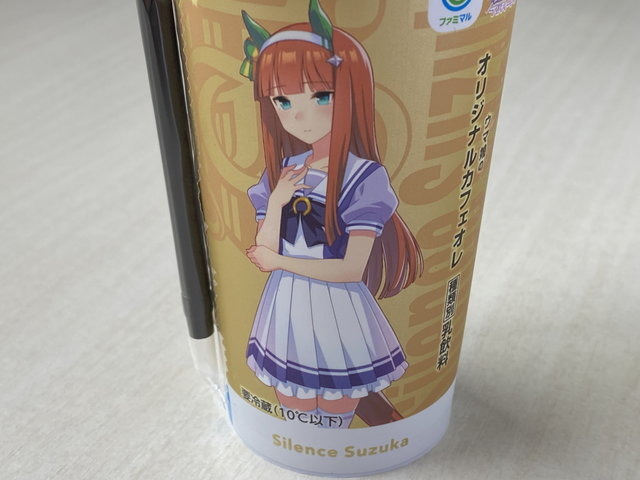 ファミマル
ウマ娘の
オリジナルカフェオレ
種類別 乳飲料
要冷蔵(10℃以下)
Silence Suzuka